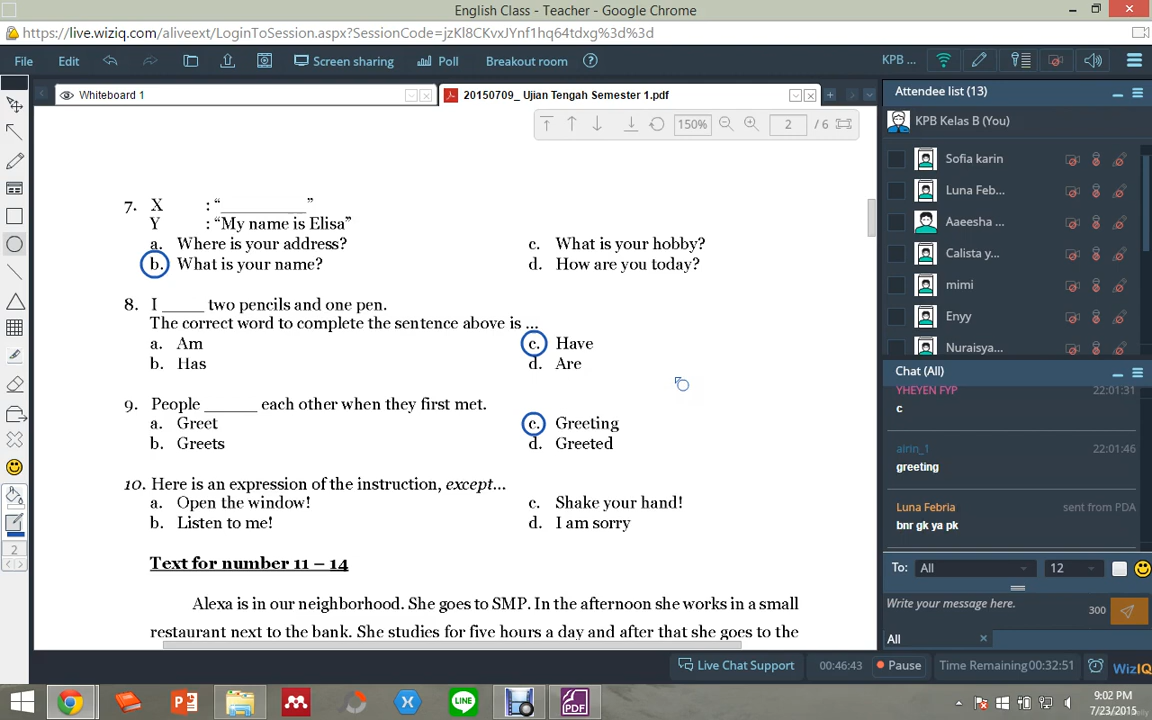 English Class - Teacher - Google Chrome
https://live.wiziq.com/aliveext/LoginToSession.aspx?SessionCode=jzKl8CKvxJYnf1hq64tdxg%3d%3d
File Edit Screen sharing Poll Breakout room KPB ...
Whiteboard 1
20150709_ Ujian Tengah Semester 1.pdf
150% 2 / 6
7. X : “__________”
Y : “My name is Elisa”
a. Where is your address? c. What is your hobby?
b. What is your name? d. How are you today?
8. I _____ two pencils and one pen.
The correct word to complete the sentence above is ...
a. Am c. Have
b. Has d. Are
9. People ______ each other when they first met.
a. Greet c. Greeting
b. Greets d. Greeted
10. Here is an expression of the instruction, except...
a. Open the window! c. Shake your hand!
b. Listen to me! d. I am sorry
Text for number 11 – 14
Alexa is in our neighborhood. She goes to SMP. In the afternoon she works in a small
restaurant next to the bank. She studies for five hours a day and after that she goes to the
2
Attendee list (13)
KPB Kelas B (You)
Sofia karin
Luna Feb...
Aaeesha ...
Calista y...
mimi
Enyy
Nuraisya...
Chat (All)
YHEYEN FYP 22:01:31
c
alrin_1 22:01:46
greeting
Luna Febria sent from PDA
bnr gk ya pk
To: All 12
Write your message here. 300
All
Live Chat Support 00:46:43 Pause Time Remaining 00:32:51 WizIQ
LINE PDF
9:02 PM
7/23/2015